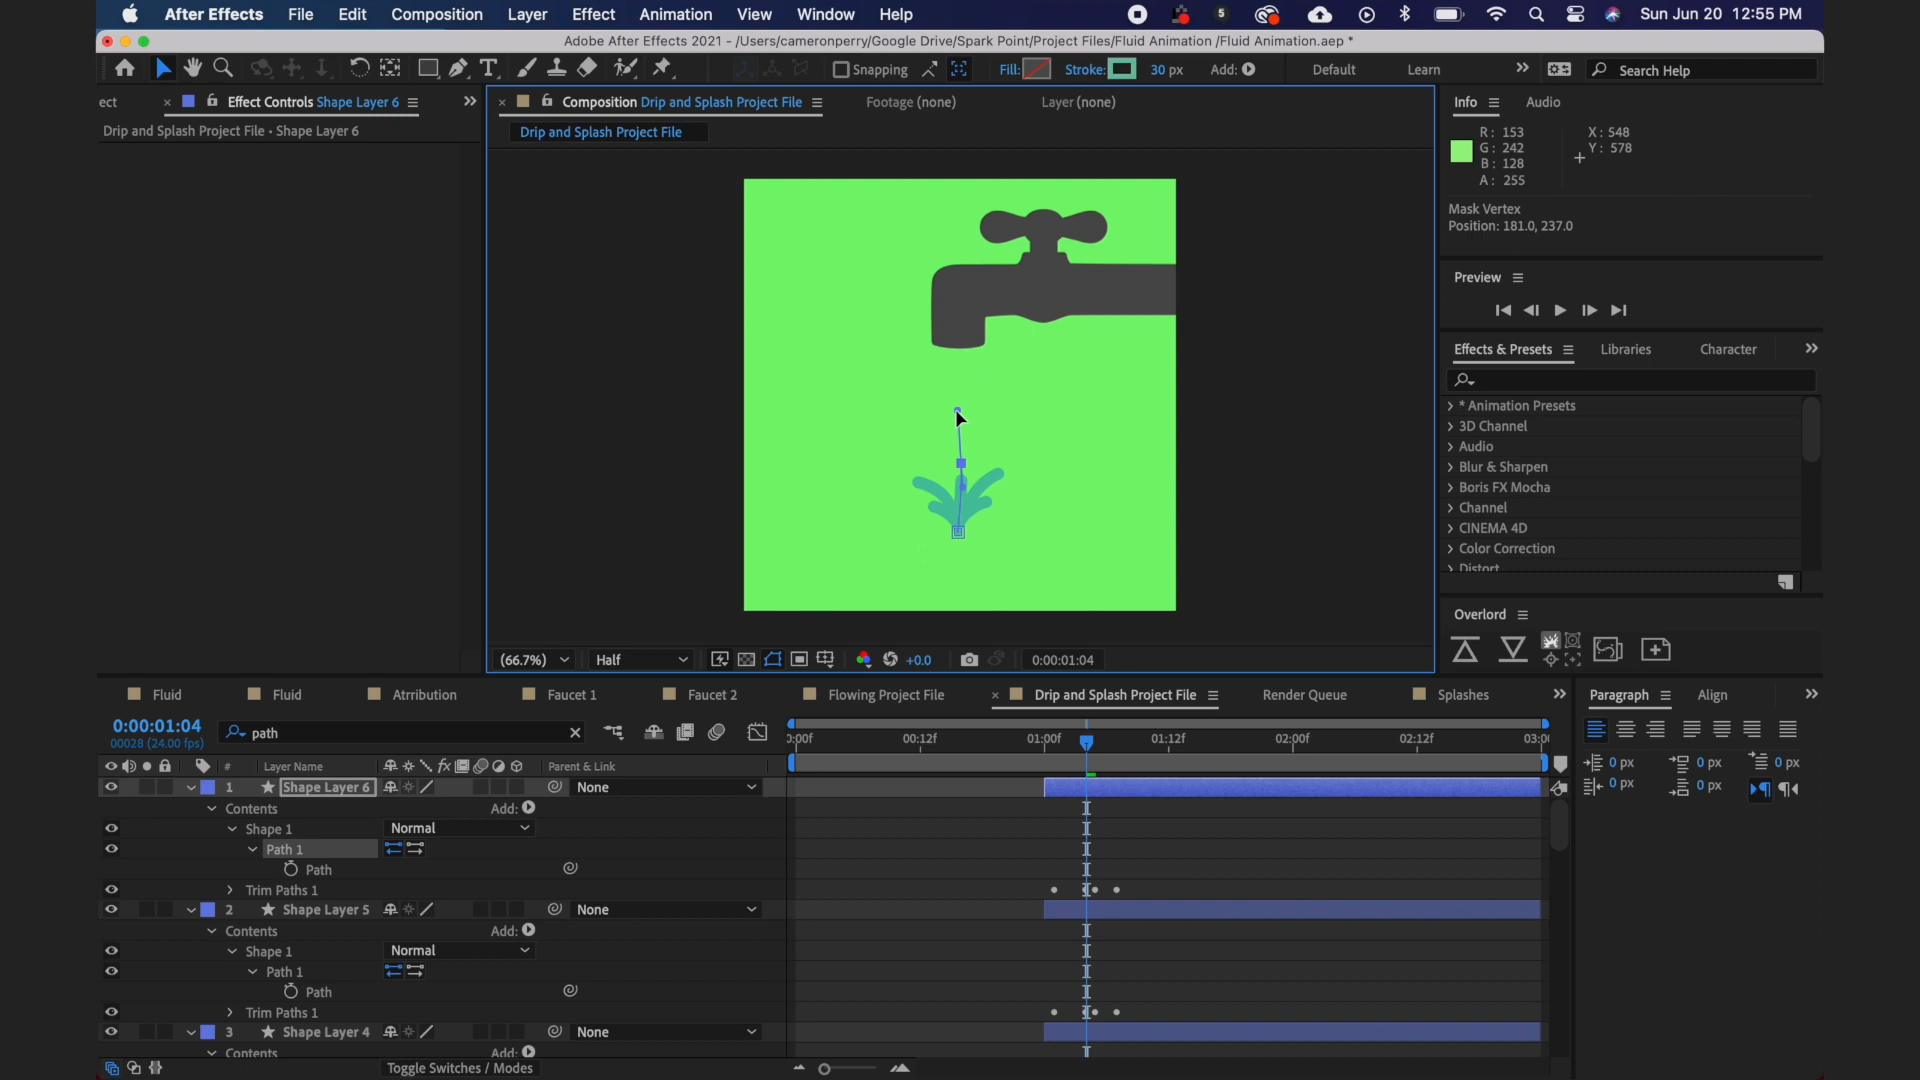 After Effects File Edit Composition Layer Effect Animation View Window Help 5 Sun Jun 20 12:55 PM
Adobe After Effects 2021 - /Users/cameronperry/Google Drive/Spark Point/Project Files/Fluid Animation /Fluid Animation.aep *
Snapping Fill: Stroke: 30 px Add: Default Learn Search Help
ect Effect Controls Shape Layer 6 Composition Drip and Splash Project File Footage (none) Layer (none) Info Audio
Drip and Splash Project File • Shape Layer 6
Drip and Splash Project File
R: 153 X: 548
G: 242 Y: 578
B: 128
A: 255
Mask Vertex
Position: 181.0, 237.0
Preview
Effects & Presets Libraries Character
* Animation Presets
3D Channel
Audio
Blur & Sharpen
Boris FX Mocha
Channel
CINEMA 4D
Color Correction
Distort
Overlord
(66.7%) Half +0.0 0:00:01:04
Fluid Fluid Attribution Faucet 1 Faucet 2 Flowing Project File Drip and Splash Project File Render Queue Splashes Paragraph Align
0:00:01:04
00028 (24.00 fps)
path
0:00f 00:12f 01:00f 01:12f 02:00f 02:12f 03:00
# Layer Name Parent & Link
0 px 0 px 0 px
0 px 0 px
1 Shape Layer 6 None
Contents Add:
Shape 1 Normal
Path 1
Path
Trim Paths 1
2 Shape Layer 5 None
Contents Add:
Shape 1 Normal
Path 1
Path
Trim Paths 1
3 Shape Layer 4 None
Contents Add:
Toggle Switches / Modes